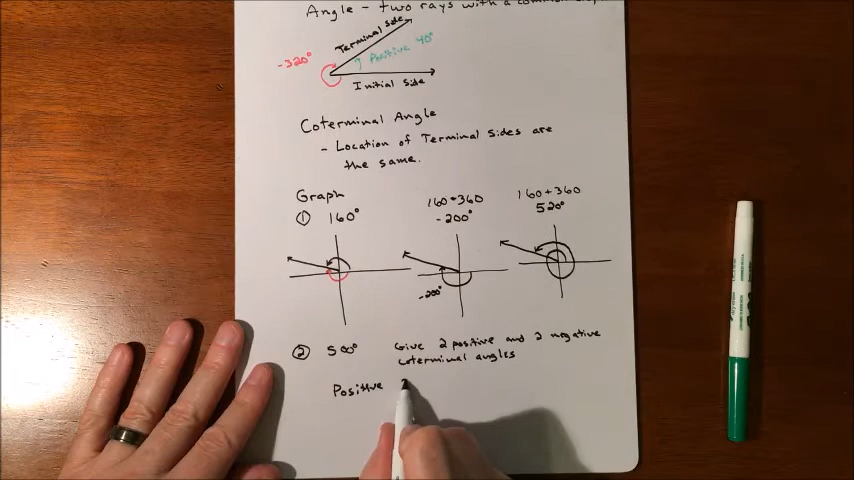 Angle - two rays with a common
Terminal side
-320°
Positive 40°
Initial Side
Coterminal Angle
- Location of Terminal Sides are
the same.
Graph
① 160°
160-360
-200°
160+360
520°
-200°
② 500°
Give 2 positive and 2 negative
coterminal angles
Positive